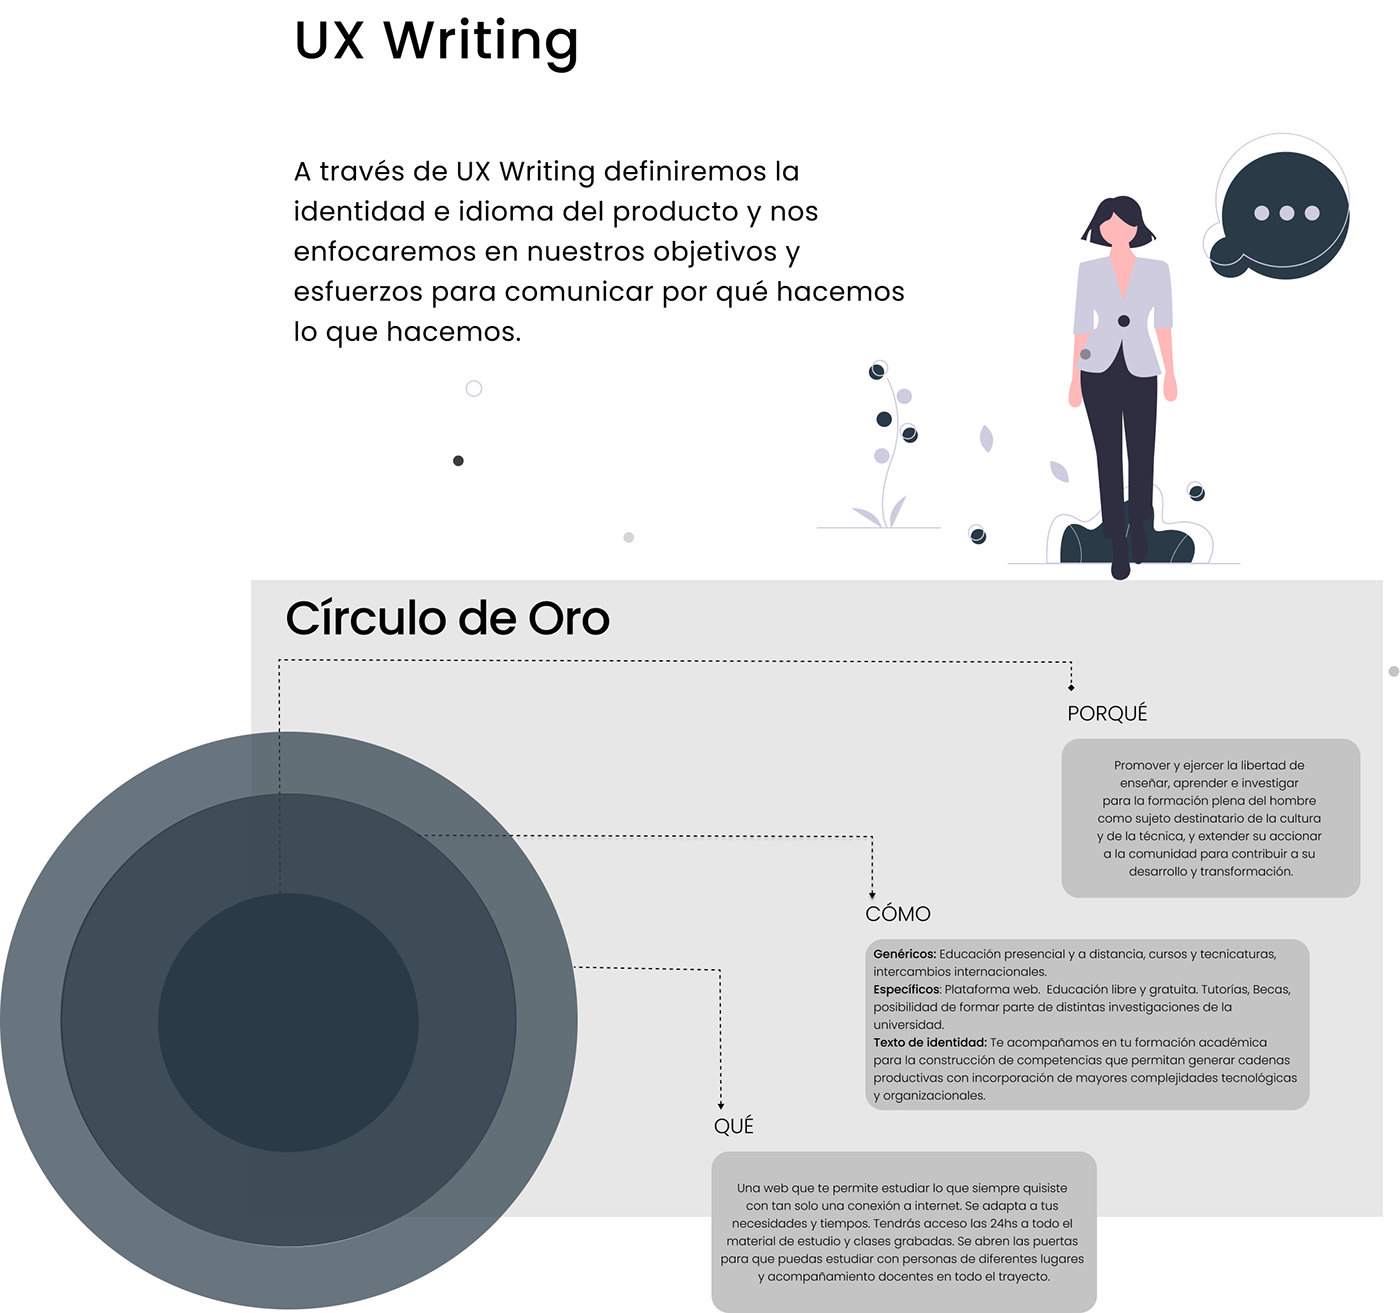 UX Writing
A través de UX Writing definiremos la
identidad e idioma del producto y nos
enfocaremos en nuestros objetivos y
esfuerzos para comunicar por qué hacemos
lo que hacemos.
Círculo de Oro
PORQUÉ
Promover y ejercer la libertad de
enseñar, aprender e investigar
para la formación plena del hombre
como sujeto destinatario de la cultura
y de la técnica, y extender su accionar
a la comunidad para contribuir a su
desarrollo y transformación.
CÓMO
Genéricos: Educación presencial y a distancia, cursos y tecnicaturas,
intercambios internacionales.
Específicos: Plataforma web. Educación libre y gratuita. Tutorías, Becas,
posibilidad de formar parte de distintas investigaciones de la
universidad.
Texto de identidad: Te acompañamos en tu formación académica
para la construcción de competencias que permitan generar cadenas
productivas con incorporación de mayores complejidades tecnológicas
y organizacionales.
QUÉ
Una web que te permite estudiar lo que siempre quisiste
con tan solo una conexión a internet. Se adapta a tus
necesidades y tiempos. Tendrás acceso las 24hs a todo el
material de estudio y clases grabadas. Se abren las puertas
para que puedas estudiar con personas de diferentes lugares
y acompañamiento docentes en todo el trayecto.